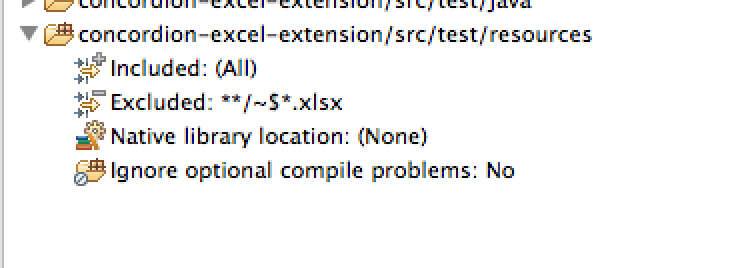 concordion-excel-extension/src/test/java
concordion-excel-extension/src/test/resources
Included: (All)
Excluded: **/~$*.xlsx
Native library location: (None)
Ignore optional compile problems: No